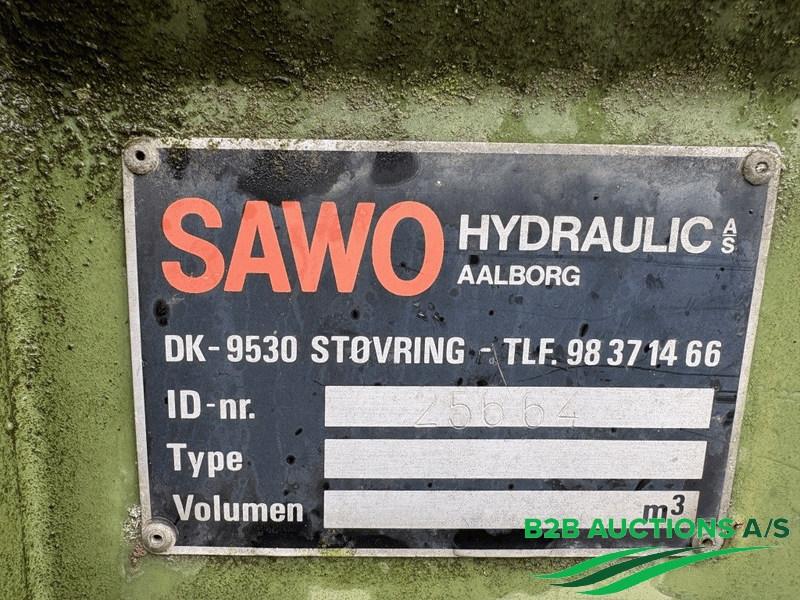 SAWO HYDRAULIC A/S
AALBORG
DK-9530 STØVRING - TLF. 98 37 14 66
ID-nr. 25664
Type
Volumen m³
B2B AUCTIONS A/S